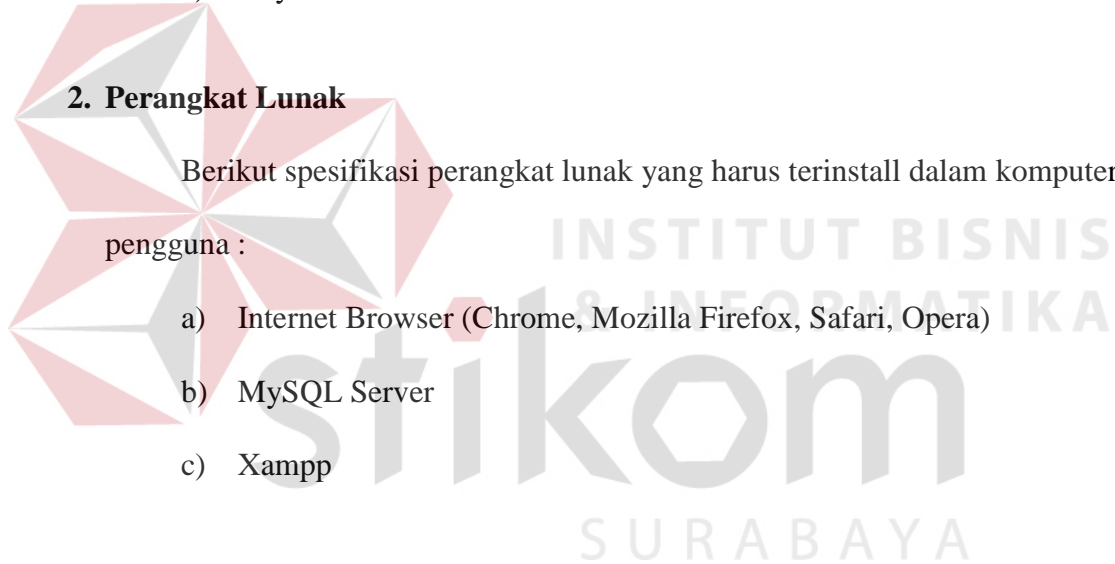 2. Perangkat Lunak
Berikut spesifikasi perangkat lunak yang harus terinstall dalam komputer
pengguna :
INSTITUT BISNIS
& INFORMATIKA
a) Internet Browser (Chrome, Mozilla Firefox, Safari, Opera)
stikom
b) MySQL Server
c) Xampp
SURABAYA